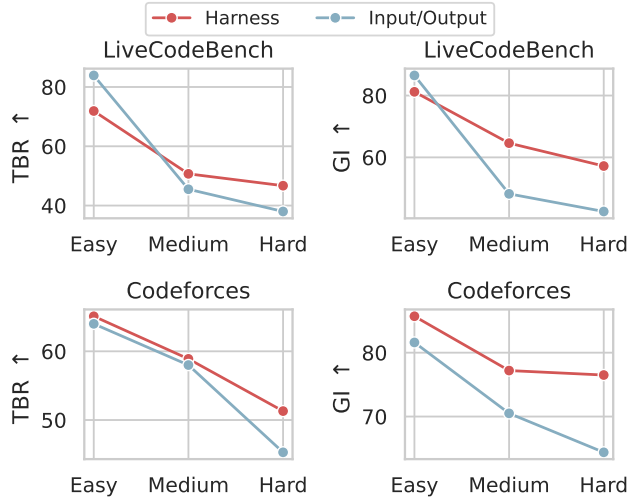 Harness Input/Output
LiveCodeBench
LiveCodeBench
TBR ↑
80
60
40
Easy Medium Hard
GI ↑
80
60
Easy Medium Hard
Codeforces
Codeforces
TBR ↑
60
50
Easy Medium Hard
GI ↑
80
70
Easy Medium Hard